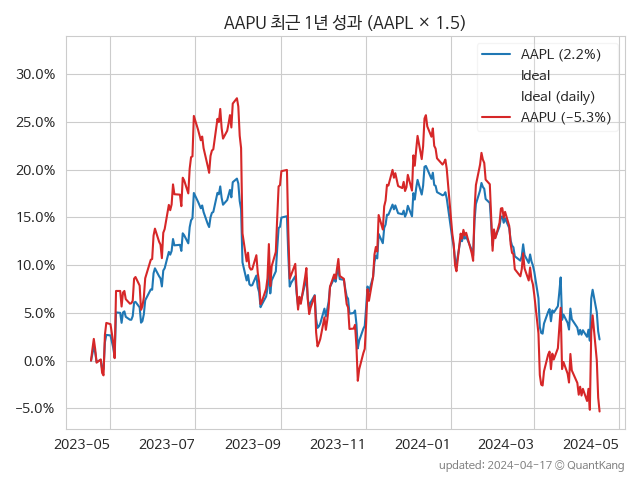 AAPU 최근 1년 성과 (AAPL × 1.5)
AAPL (2.2%)
Ideal
Ideal (daily)
AAPU (−5.3%)
30.0%
25.0%
20.0%
15.0%
10.0%
5.0%
0.0%
−5.0%
2023−05 2023−07 2023−09 2023−11 2024−01 2024−03 2024−05
updated: 2024−04−17 © QuantKang